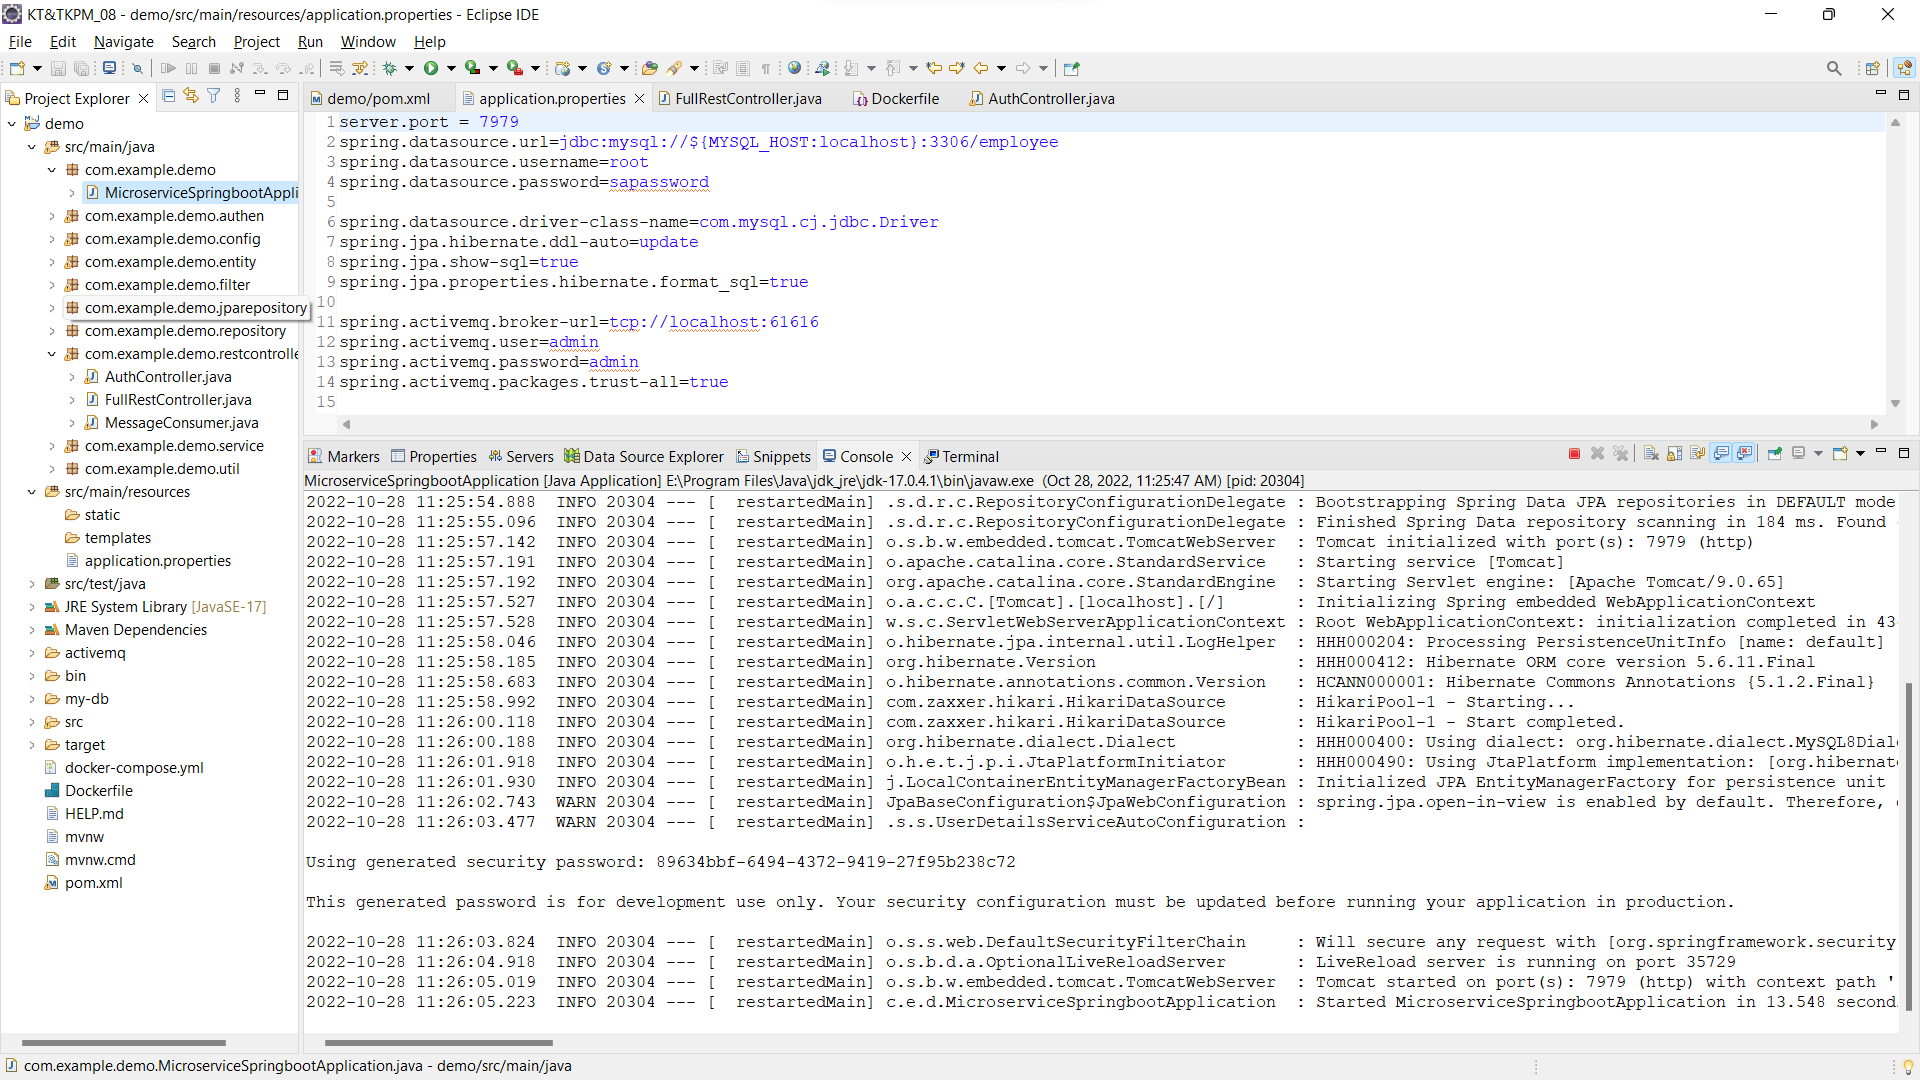 KT&TKPM_08 - demo/src/main/resources/application.properties - Eclipse IDE
File Edit Navigate Search Project Run Window Help
Project Explorer
demo
src/main/java
com.example.demo
MicroserviceSpringbootAppli
com.example.demo.authen
com.example.demo.config
com.example.demo.entity
com.example.demo.filter
com.example.demo.jparepository
com.example.demo.repository
com.example.demo.restcontrolle
AuthController.java
FullRestController.java
MessageConsumer.java
com.example.demo.service
com.example.demo.util
src/main/resources
static
templates
application.properties
src/test/java
JRE System Library [JavaSE-17]
Maven Dependencies
activemq
bin
my-db
src
target
docker-compose.yml
Dockerfile
HELP.md
mvnw
mvnw.cmd
pom.xml
demo/pom.xml application.properties FullRestController.java Dockerfile AuthController.java
1 server.port = 7979
2 spring.datasource.url=jdbc:mysql://${MYSQL_HOST:localhost}:3306/employee
3 spring.datasource.username=root
4 spring.datasource.password=sapassword
5
6 spring.datasource.driver-class-name=com.mysql.cj.jdbc.Driver
7 spring.jpa.hibernate.ddl-auto=update
8 spring.jpa.show-sql=true
9 spring.jpa.properties.hibernate.format_sql=true
10
11 spring.activemq.broker-url=tcp://localhost:61616
12 spring.activemq.user=admin
13 spring.activemq.password=admin
14 spring.activemq.packages.trust-all=true
15
Markers Properties Servers Data Source Explorer Snippets Console Terminal
MicroserviceSpringbootApplication [Java Application] E:\Program Files\Java\jdk_jre\jdk-17.0.4.1\bin\javaw.exe (Oct 28, 2022, 11:25:47 AM) [pid: 20304]
2022-10-28 11:25:54.888 INFO 20304 --- [ restartedMain] .s.d.r.c.RepositoryConfigurationDelegate : Bootstrapping Spring Data JPA repositories in DEFAULT mode
2022-10-28 11:25:55.096 INFO 20304 --- [ restartedMain] .s.d.r.c.RepositoryConfigurationDelegate : Finished Spring Data repository scanning in 184 ms. Found
2022-10-28 11:25:57.142 INFO 20304 --- [ restartedMain] o.s.b.w.embedded.tomcat.TomcatWebServer : Tomcat initialized with port(s): 7979 (http)
2022-10-28 11:25:57.191 INFO 20304 --- [ restartedMain] o.apache.catalina.core.StandardService : Starting service [Tomcat]
2022-10-28 11:25:57.192 INFO 20304 --- [ restartedMain] org.apache.catalina.core.StandardEngine : Starting Servlet engine: [Apache Tomcat/9.0.65]
2022-10-28 11:25:57.527 INFO 20304 --- [ restartedMain] o.a.c.c.C.[Tomcat].[localhost].[/] : Initializing Spring embedded WebApplicationContext
2022-10-28 11:25:57.528 INFO 20304 --- [ restartedMain] w.s.c.ServletWebServerApplicationContext : Root WebApplicationContext: initialization completed in 43
2022-10-28 11:25:58.046 INFO 20304 --- [ restartedMain] o.hibernate.jpa.internal.util.LogHelper : HHH000204: Processing PersistenceUnitInfo [name: default]
2022-10-28 11:25:58.185 INFO 20304 --- [ restartedMain] org.hibernate.Version : HHH000412: Hibernate ORM core version 5.6.11.Final
2022-10-28 11:25:58.683 INFO 20304 --- [ restartedMain] o.hibernate.annotations.common.Version : HCANN000001: Hibernate Commons Annotations {5.1.2.Final}
2022-10-28 11:25:58.992 INFO 20304 --- [ restartedMain] com.zaxxer.hikari.HikariDataSource : HikariPool-1 - Starting...
2022-10-28 11:26:00.118 INFO 20304 --- [ restartedMain] com.zaxxer.hikari.HikariDataSource : HikariPool-1 - Start completed.
2022-10-28 11:26:00.188 INFO 20304 --- [ restartedMain] org.hibernate.dialect.Dialect : HHH000400: Using dialect: org.hibernate.dialect.MySQL8Dial
2022-10-28 11:26:01.918 INFO 20304 --- [ restartedMain] o.h.e.t.j.p.i.JtaPlatformInitiator : HHH000490: Using JtaPlatform implementation: [org.hibernat
2022-10-28 11:26:01.930 INFO 20304 --- [ restartedMain] j.LocalContainerEntityManagerFactoryBean : Initialized JPA EntityManagerFactory for persistence unit
2022-10-28 11:26:02.743 WARN 20304 --- [ restartedMain] JpaBaseConfiguration$JpaWebConfiguration : spring.jpa.open-in-view is enabled by default. Therefore,
2022-10-28 11:26:03.477 WARN 20304 --- [ restartedMain] .s.s.UserDetailsServiceAutoConfiguration :
Using generated security password: 89634bbf-6494-4372-9419-27f95b238c72
This generated password is for development use only. Your security configuration must be updated before running your application in production.
2022-10-28 11:26:03.824 INFO 20304 --- [ restartedMain] o.s.s.web.DefaultSecurityFilterChain : Will secure any request with [org.springframework.security
2022-10-28 11:26:04.918 INFO 20304 --- [ restartedMain] o.s.b.d.a.OptionalLiveReloadServer : LiveReload server is running on port 35729
2022-10-28 11:26:05.019 INFO 20304 --- [ restartedMain] o.s.b.w.embedded.tomcat.TomcatWebServer : Tomcat started on port(s): 7979 (http) with context path '
2022-10-28 11:26:05.223 INFO 20304 --- [ restartedMain] c.e.d.MicroserviceSpringbootApplication : Started MicroserviceSpringbootApplication in 13.548 second
com.example.demo.MicroserviceSpringbootApplication.java - demo/src/main/java